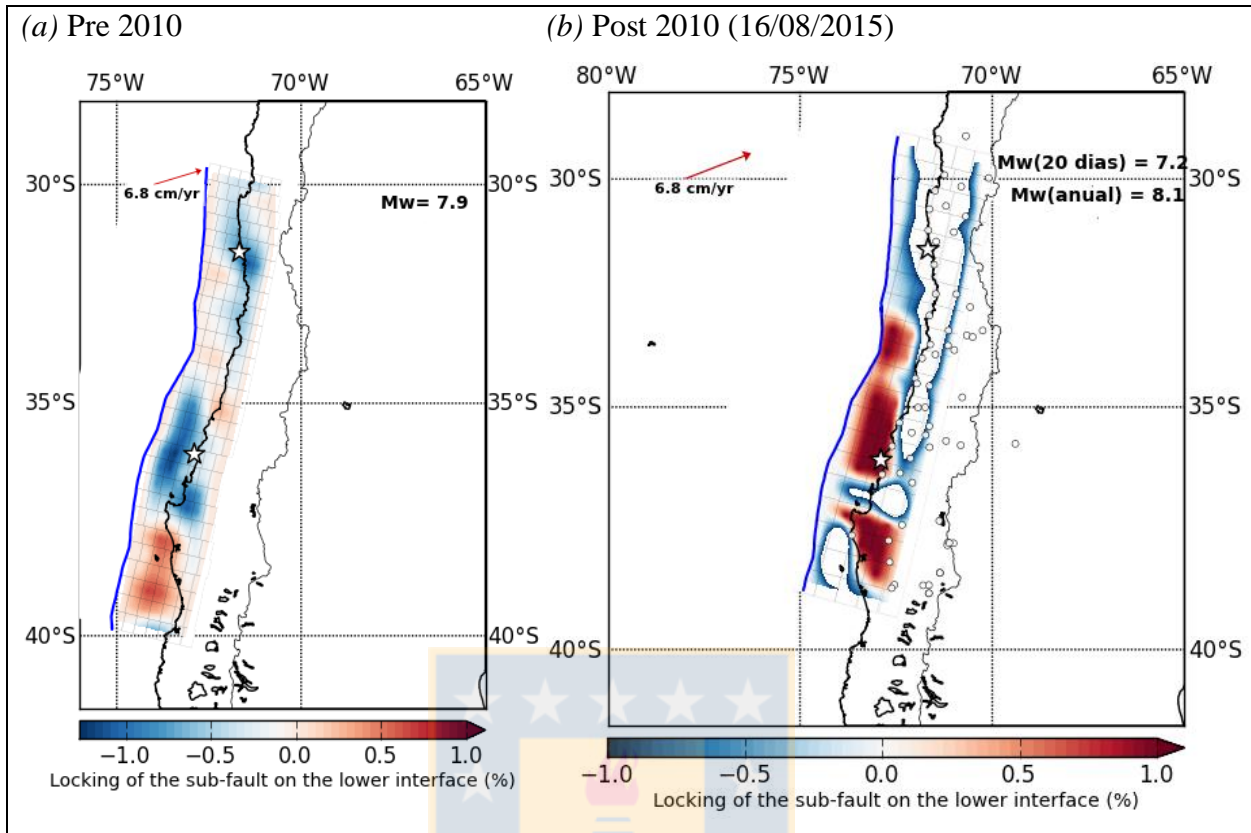 (a) Pre 2010
(b) Post 2010 (16/08/2015)
75°W 70°W 65°W
80°W 75°W 70°W 65°W
6.8 cm/yr
Mw= 7.9
30°S
30°S
35°S
35°S
40°S
40°S
6.8 cm/yr
Mw(20 dias) = 7.2
Mw(anual) = 8.1
30°S
35°S
40°S
−1.0 −0.5 0.0 0.5 1.0
Locking of the sub-fault on the lower interface (%)
−1.0 −0.5 0.0 0.5 1.0
Locking of the sub-fault on the lower interface (%)